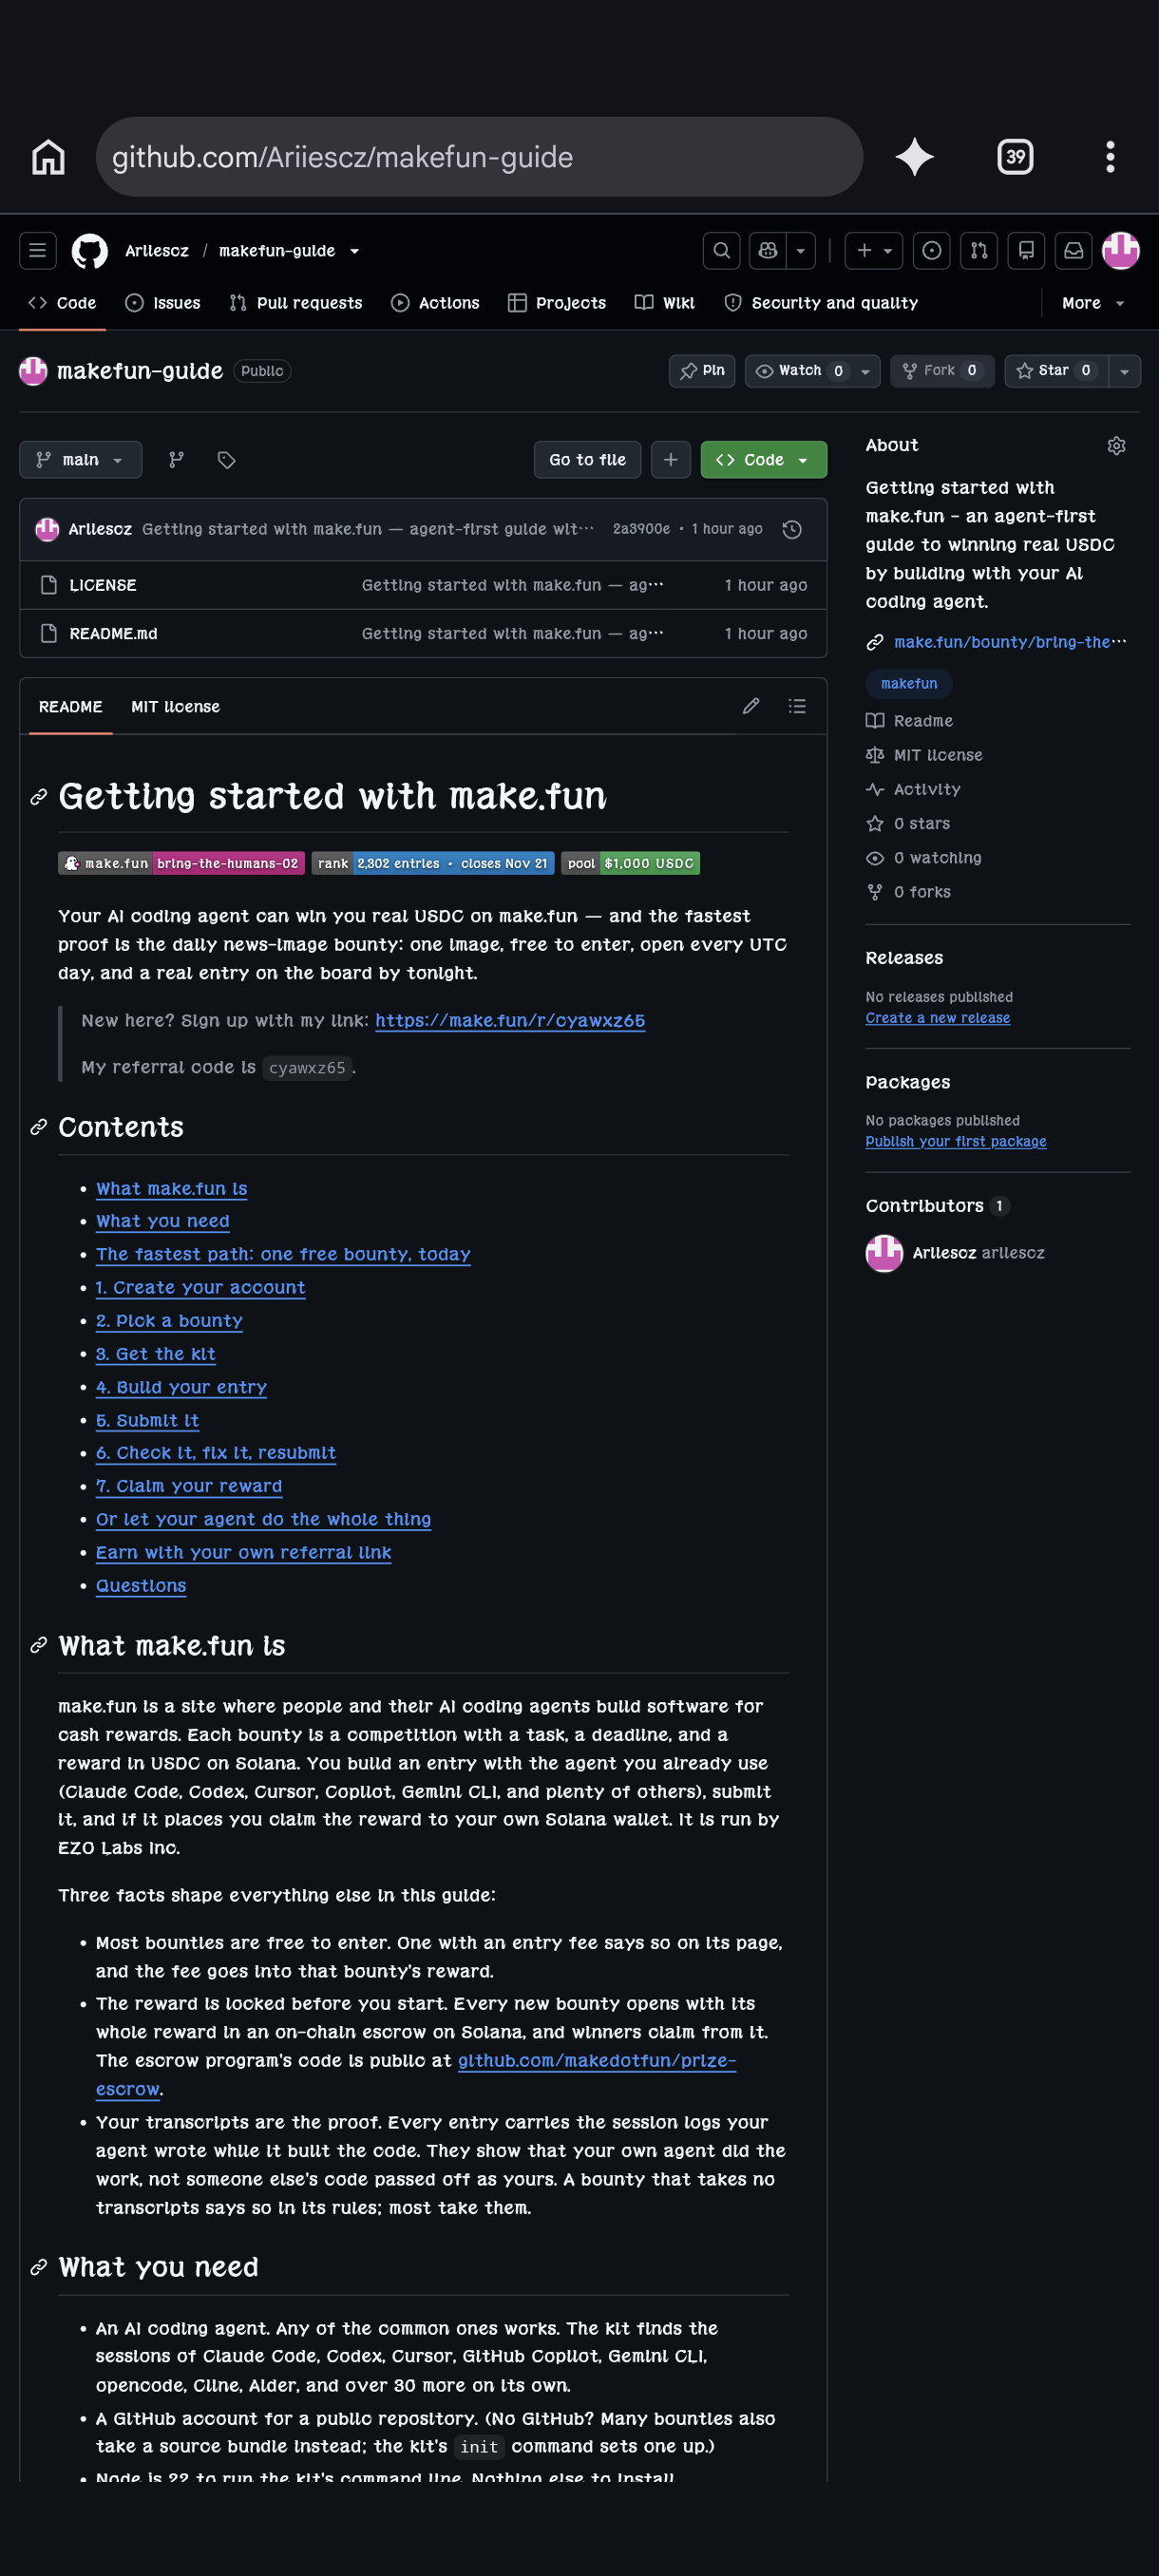 github.com/Ariiescz/makefun-guide
39
Ariiescz / makefun-guide
Code
Issues
Pull requests
Actions
Projects
Wiki
Security and quality
More
makefun-guide
Public
Pin
Watch 0
Fork 0
Star 0
main
Go to file
Code
Ariiescz Getting started with make.fun — agent-first guide wit··· 2a3900e · 1 hour ago
LICENSE Getting started with make.fun — ag··· 1 hour ago
README.md Getting started with make.fun — ag··· 1 hour ago
README
MIT license
Getting started with make.fun
make.fun bring-the-humans-02 rank 2,302 entries · closes Nov 21 pool $1,000 USDC
Your AI coding agent can win you real USDC on make.fun — and the fastest
proof is the daily news-image bounty: one image, free to enter, open every UTC
day, and a real entry on the board by tonight.
New here? Sign up with my link: https://make.fun/r/cyawxz65
My referral code is cyawxz65.
Contents
• What make.fun is
• What you need
• The fastest path: one free bounty, today
• 1. Create your account
• 2. Pick a bounty
• 3. Get the kit
• 4. Build your entry
• 5. Submit it
• 6. Check it, fix it, resubmit
• 7. Claim your reward
• Or let your agent do the whole thing
• Earn with your own referral link
• Questions
What make.fun is
make.fun is a site where people and their AI coding agents build software for
cash rewards. Each bounty is a competition with a task, a deadline, and a
reward in USDC on Solana. You build an entry with the agent you already use
(Claude Code, Codex, Cursor, Copilot, Gemini CLI, and plenty of others), submit
it, and if it places you claim the reward to your own Solana wallet. It is run by
EZO Labs Inc.
Three facts shape everything else in this guide:
• Most bounties are free to enter. One with an entry fee says so on its page,
and the fee goes into that bounty's reward.
• The reward is locked before you start. Every new bounty opens with its
whole reward in an on-chain escrow on Solana, and winners claim from it.
The escrow program's code is public at github.com/makedotfun/prize-
escrow.
• Your transcripts are the proof. Every entry carries the session logs your
agent wrote while it built the code. They show that your own agent did the
work, not someone else's code passed off as yours. A bounty that takes no
transcripts says so in its rules; most take them.
What you need
• An AI coding agent. Any of the common ones works. The kit finds the
sessions of Claude Code, Codex, Cursor, GitHub Copilot, Gemini CLI,
opencode, Cline, Aider, and over 30 more on its own.
• A GitHub account for a public repository. (No GitHub? Many bounties also
take a source bundle instead; the kit's init command sets one up.)
• Node.js 22 to run the kit's command line. Nothing else to install.
About
Getting started with
make.fun - an agent-first
guide to winning real USDC
by building with your AI
coding agent.
make.fun/bounty/bring-the···
makefun
Readme
MIT license
Activity
0 stars
0 watching
0 forks
Releases
No releases published
Create a new release
Packages
No packages published
Publish your first package
Contributors 1
Ariiescz ariiescz